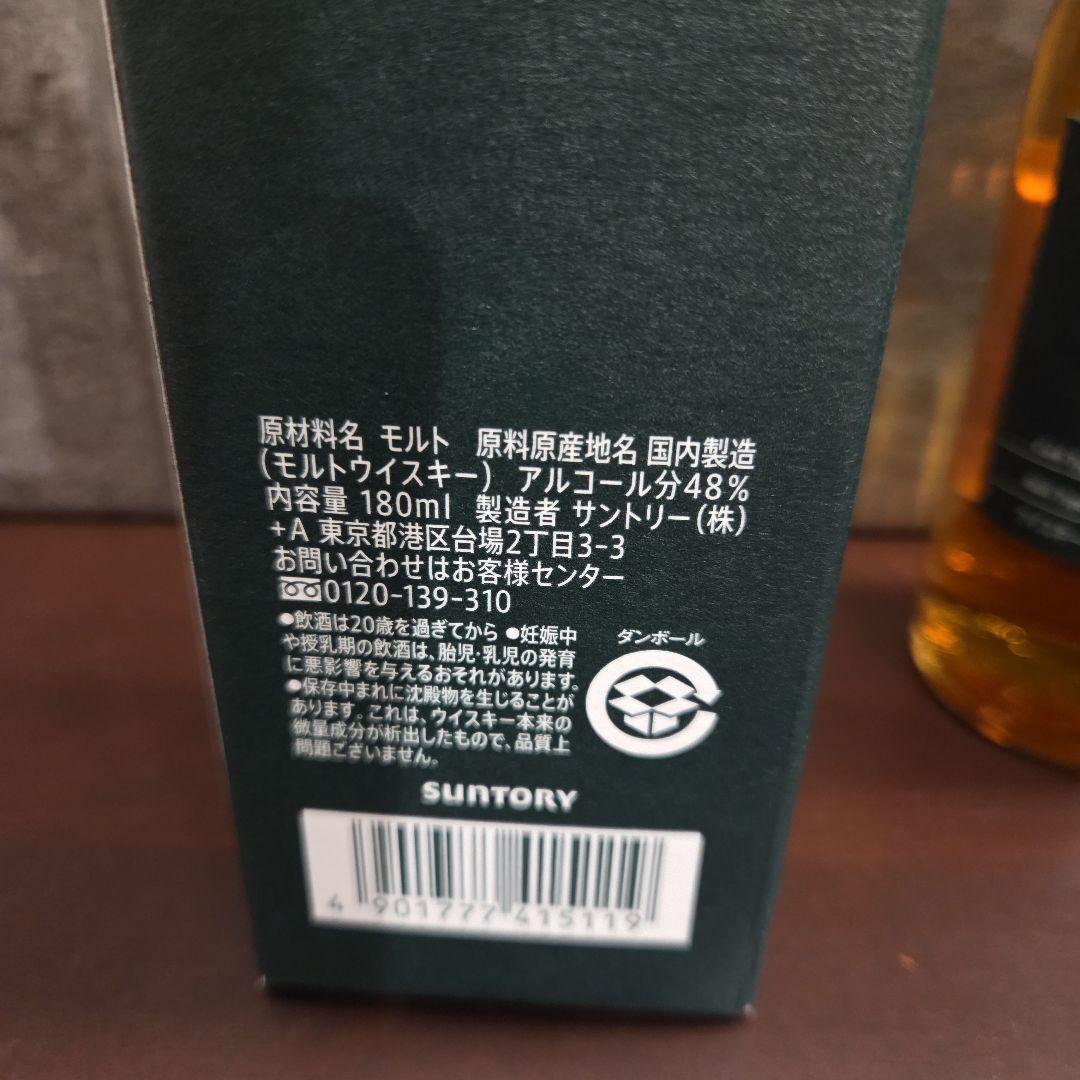 原材料名 モルト 原料原産地名 国内製造
(モルトウイスキー) アルコール分48%
内容量 180ml 製造者 サントリー(株)
+A 東京都港区台場2丁目3-3
お問い合わせはお客様センター
0120-139-310
●飲酒は20歳を過ぎてから ●妊娠中
や授乳期の飲酒は、胎児・乳児の発育
に悪影響を与えるおそれがあります。
●保存中まれに沈殿物を生じることが
あります。これは、ウイスキー本来の
微量成分が析出したもので、品質上
問題ございません。
ダンボール
SUNTORY
4 901777 415119